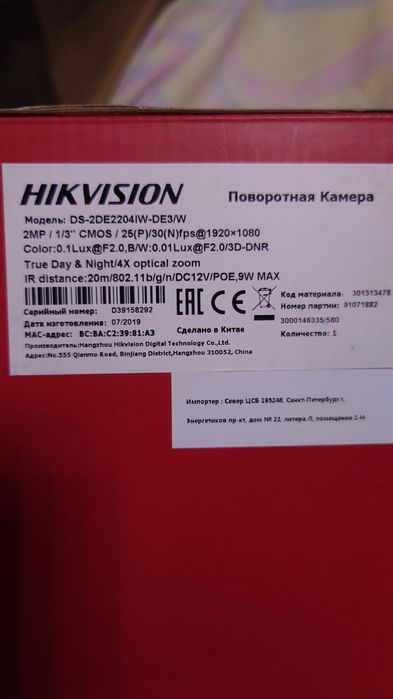 HIKVISION
Поворотная Камера
Модель: DS-2DE2204IW-DE3/W
2MP / 1/3" CMOS / 25(P)/30(N)fps@1920×1080
Color:0.1Lux@F2.0,B/W:0.01Lux@F2.0/3D-DNR
True Day & Night/4X optical zoom
IR distance:20m/802.11b/g/n/DC12V/POE,9W MAX
EAC CE
Код материала: 301313478
Серийный номер: D39158292
Номер партии: 91071882
Дата изготовления: 07/2019
Сделано в Китае
3000146335/580
MAC-адрес: BC:BA:C2:39:81:A3
Количество: 1
Производитель:Hangzhou Hikvision Digital Technology Co.,Ltd.
Адрес:No.555 Qianmo Road, Binjiang District,Hangzhou 310052, China
Импортер : Север ЦСБ 195248, Санкт-Петербург г,
Энергетиков пр-кт, дом № 22, литера Л, помещение 1-Н